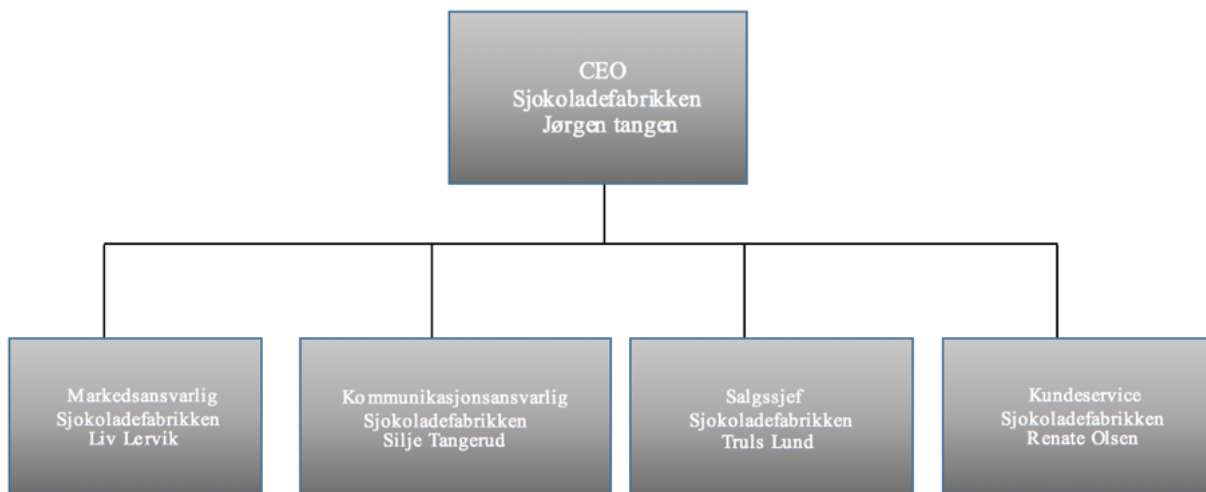 CEO
Sjokoladefabrikken
Jørgen tangen
Markedsansvarlig
Sjokoladefabrikken
Liv Lervik
Kommunikasjonsansvarlig
Sjokoladefabrikken
Silje Tangerud
Salgssjef
Sjokoladefabrikken
Truls Lund
Kundeservice
Sjokoladefabrikken
Renate Olsen